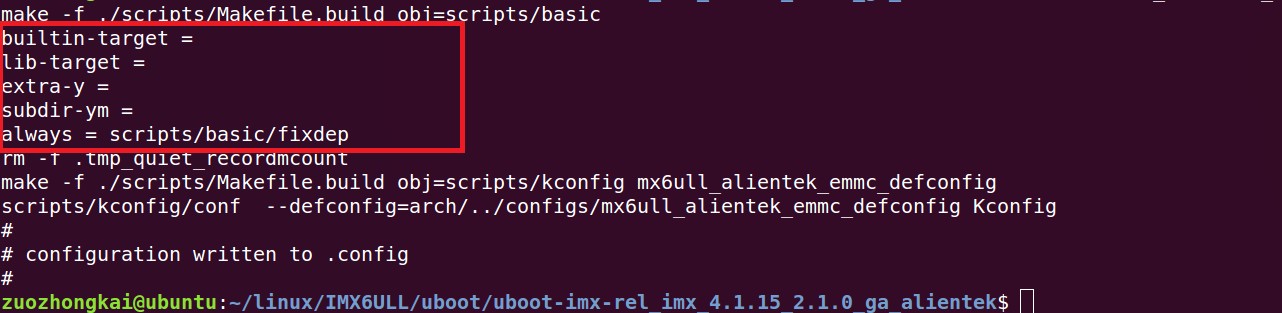 make -f ./scripts/Makefile.build obj=scripts/basic
builtin-target =
lib-target =
extra-y =
subdir-ym =
always = scripts/basic/fixdep
rm -f .tmp_quiet_recordmcount
make -f ./scripts/Makefile.build obj=scripts/kconfig mx6ull_alientek_emmc_defconfig
scripts/kconfig/conf  --defconfig=arch/../configs/mx6ull_alientek_emmc_defconfig Kconfig
#
# configuration written to .config
#
zuozhongkai@ubuntu:~/linux/IMX6ULL/uboot/uboot-imx-rel_imx_4.1.15_2.1.0_ga_alientek$